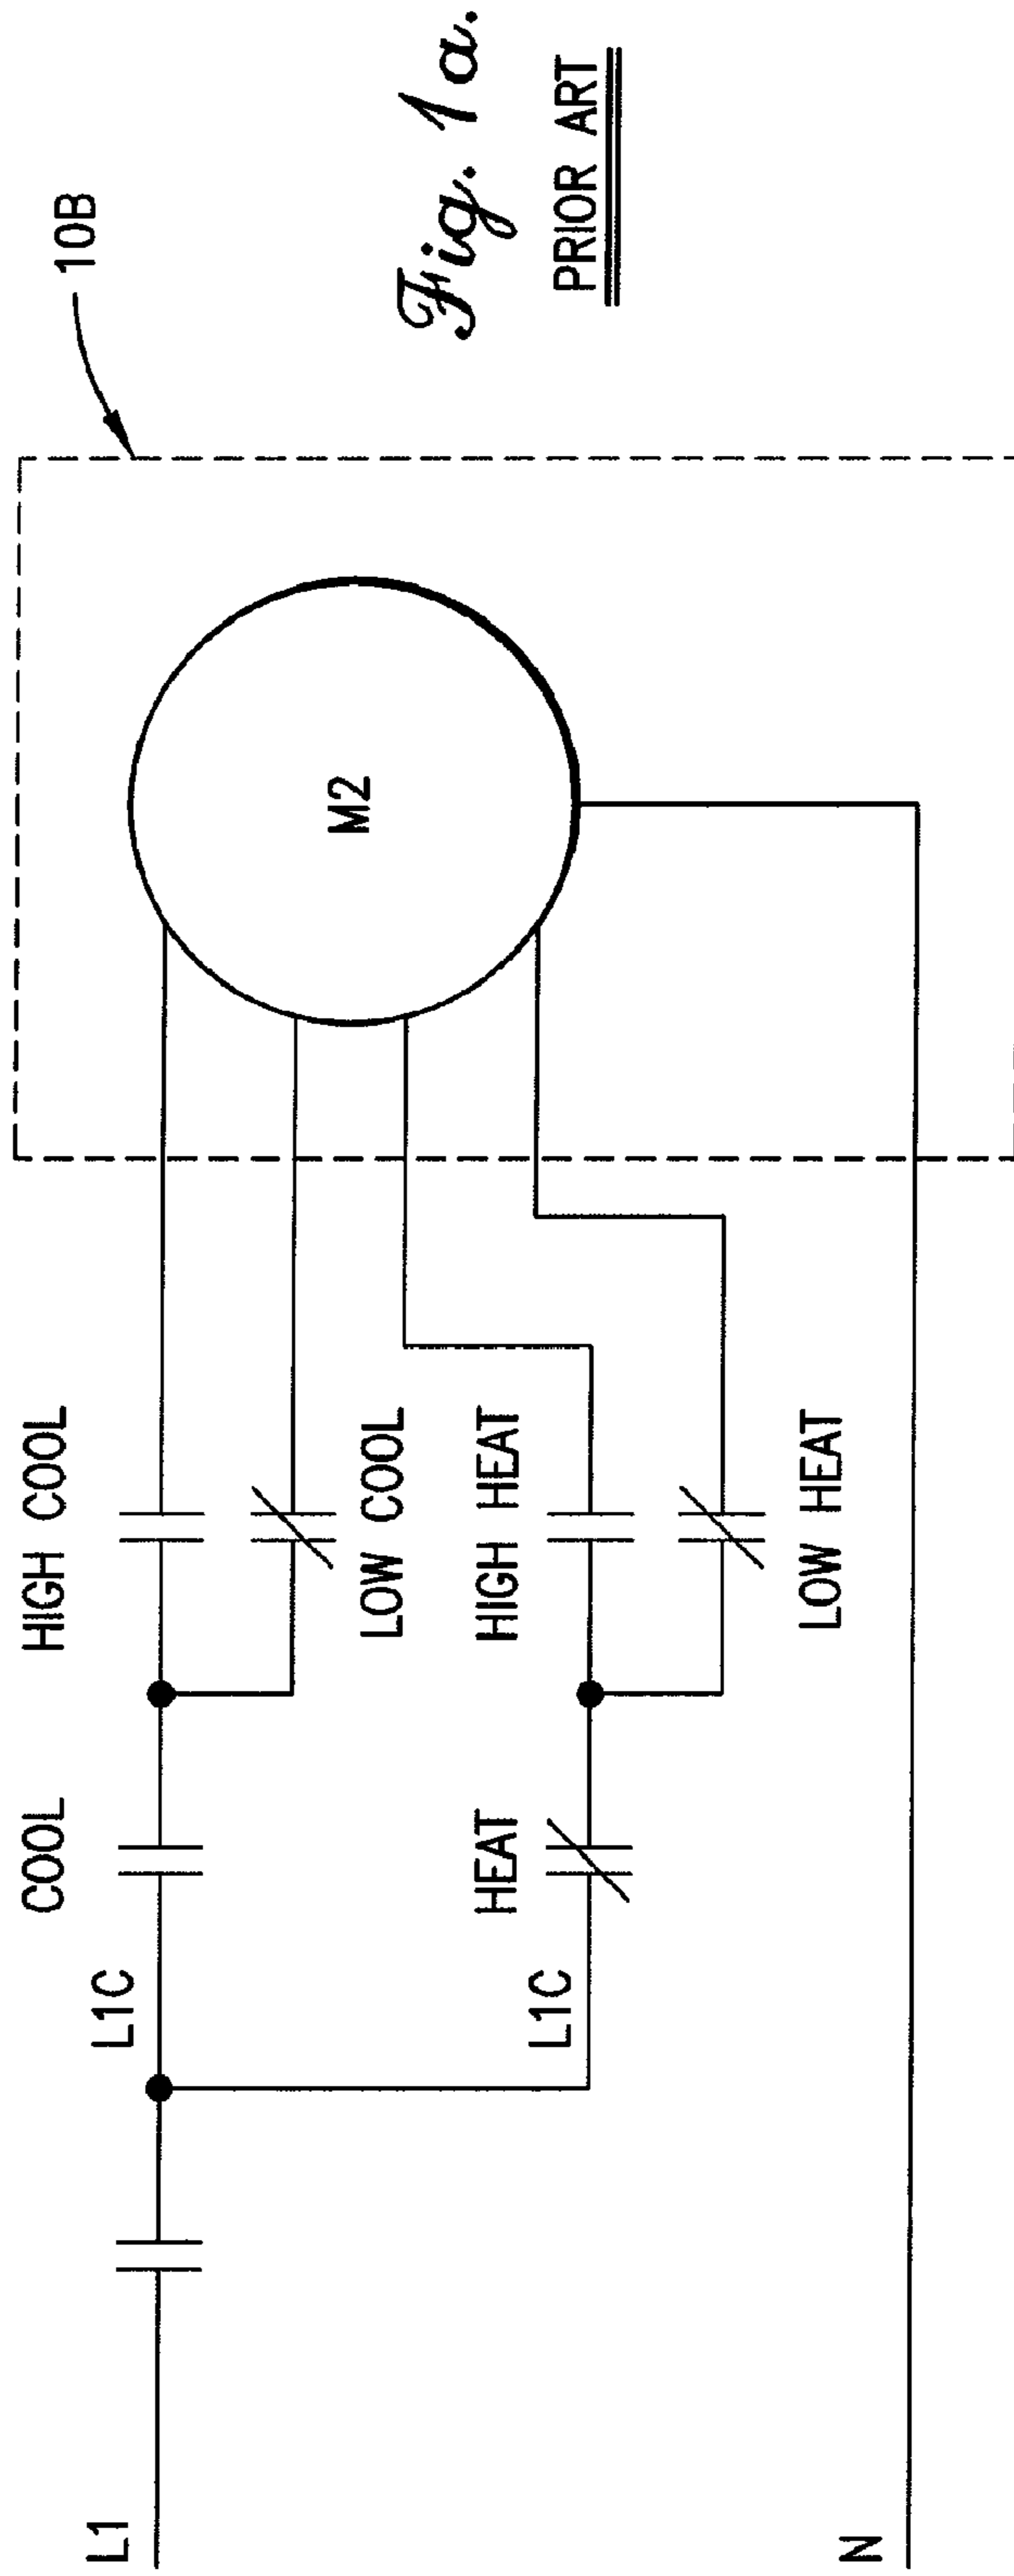 L1
L1C
COOL
HIGH COOL
LOW COOL
L1C
HEAT
HIGH HEAT
LOW HEAT
N
M2
10B
Fig. 1a.
PRIOR ART